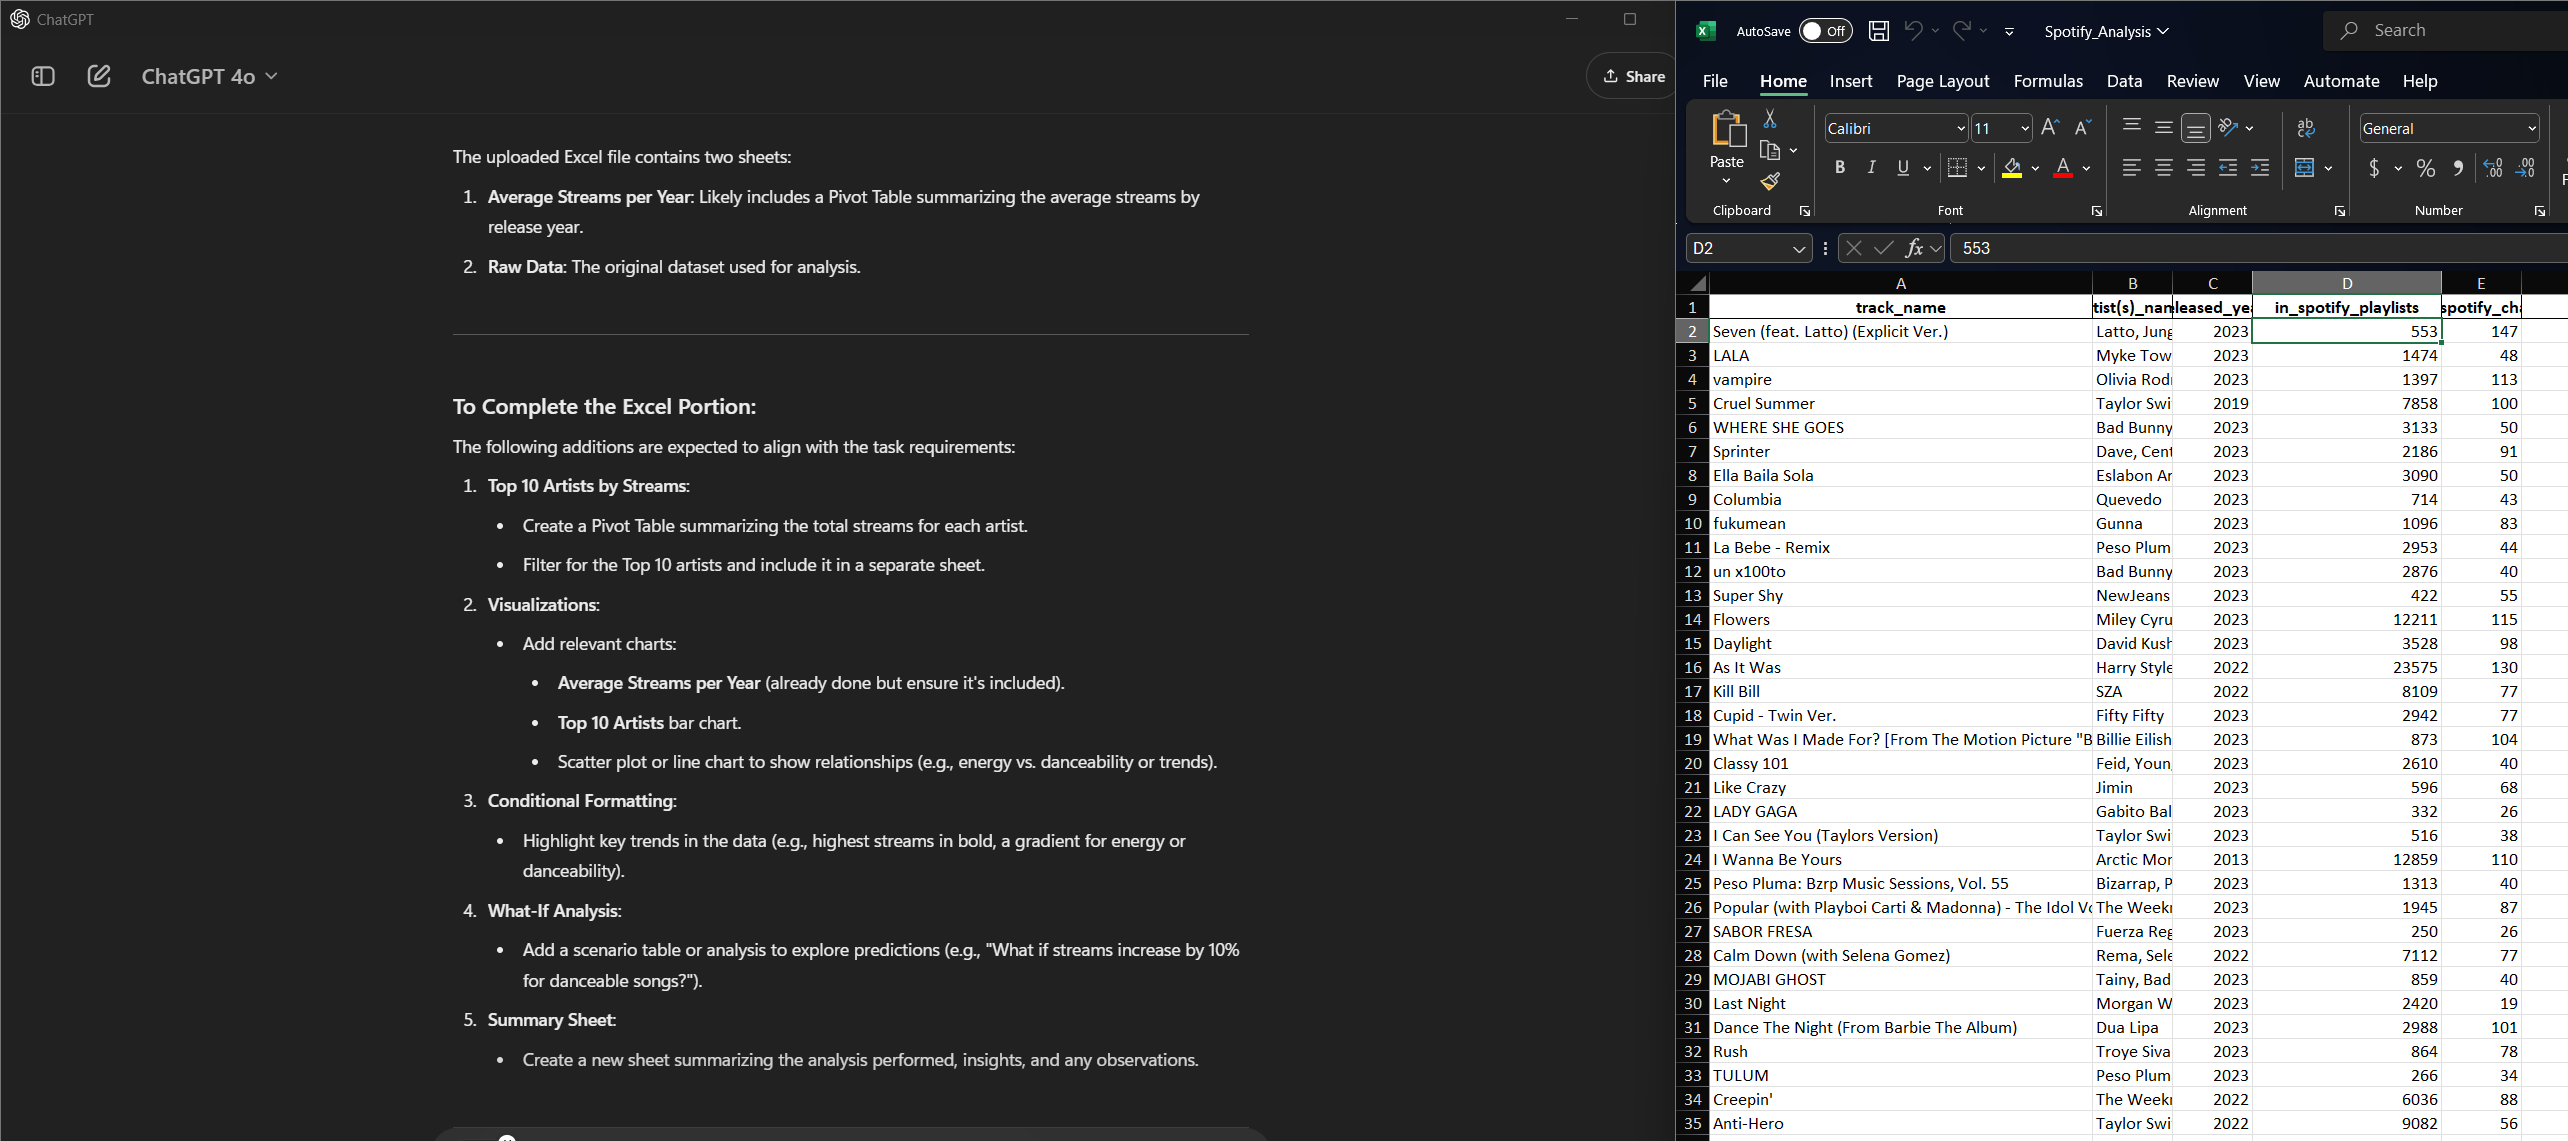 ChatGPT
ChatGPT 4o
Share
The uploaded Excel file contains two sheets:
1. Average Streams per Year: Likely includes a Pivot Table summarizing the average streams by
release year.
2. Raw Data: The original dataset used for analysis.
To Complete the Excel Portion:
The following additions are expected to align with the task requirements:
1. Top 10 Artists by Streams:
• Create a Pivot Table summarizing the total streams for each artist.
• Filter for the Top 10 artists and include it in a separate sheet.
2. Visualizations:
• Add relevant charts:
• Average Streams per Year (already done but ensure it's included).
• Top 10 Artists bar chart.
• Scatter plot or line chart to show relationships (e.g., energy vs. danceability or trends).
3. Conditional Formatting:
• Highlight key trends in the data (e.g., highest streams in bold, a gradient for energy or
danceability).
4. What-If Analysis:
• Add a scenario table or analysis to explore predictions (e.g., "What if streams increase by 10%
for danceable songs?").
5. Summary Sheet:
• Create a new sheet summarizing the analysis performed, insights, and any observations.
AutoSave Off Spotify_Analysis Search
File Home Insert Page Layout Formulas Data Review View Automate Help
Paste Calibri 11 General
B I U A $ % 9 .00
Clipboard Font Alignment Number
D2 fx 553
A B C D E
1 track_name tist(s)_nam leased_yea in_spotify_playlists spotify_cha
2 Seven (feat. Latto) (Explicit Ver.) Latto, Jung 2023 553 147
3 LALA Myke Tow 2023 1474 48
4 vampire Olivia Rodr 2023 1397 113
5 Cruel Summer Taylor Swi 2019 7858 100
6 WHERE SHE GOES Bad Bunny 2023 3133 50
7 Sprinter Dave, Cent 2023 2186 91
8 Ella Baila Sola Eslabon Ar 2023 3090 50
9 Columbia Quevedo 2023 714 43
10 fukumean Gunna 2023 1096 83
11 La Bebe - Remix Peso Plum 2023 2953 44
12 un x100to Bad Bunny 2023 2876 40
13 Super Shy NewJeans 2023 422 55
14 Flowers Miley Cyru 2023 12211 115
15 Daylight David Kush 2023 3528 98
16 As It Was Harry Style 2022 23575 130
17 Kill Bill SZA 2022 8109 77
18 Cupid - Twin Ver. Fifty Fifty 2023 2942 77
19 What Was I Made For? [From The Motion Picture "B Billie Eilish 2023 873 104
20 Classy 101 Feid, Youn 2023 2610 40
21 Like Crazy Jimin 2023 596 68
22 LADY GAGA Gabito Bal 2023 332 26
23 I Can See You (Taylors Version) Taylor Swi 2023 516 38
24 I Wanna Be Yours Arctic Mor 2013 12859 110
25 Peso Pluma: Bzrp Music Sessions, Vol. 55 Bizarrap, P 2023 1313 40
26 Popular (with Playboi Carti & Madonna) - The Idol Vo The Weekn 2023 1945 87
27 SABOR FRESA Fuerza Reg 2023 250 26
28 Calm Down (with Selena Gomez) Rema, Sele 2022 7112 77
29 MOJABI GHOST Tainy, Bad 2023 859 40
30 Last Night Morgan W 2023 2420 19
31 Dance The Night (From Barbie The Album) Dua Lipa 2023 2988 101
32 Rush Troye Siva 2023 864 78
33 TULUM Peso Plum 2023 266 34
34 Creepin' The Weekn 2022 6036 88
35 Anti-Hero Taylor Swi 2022 9082 56